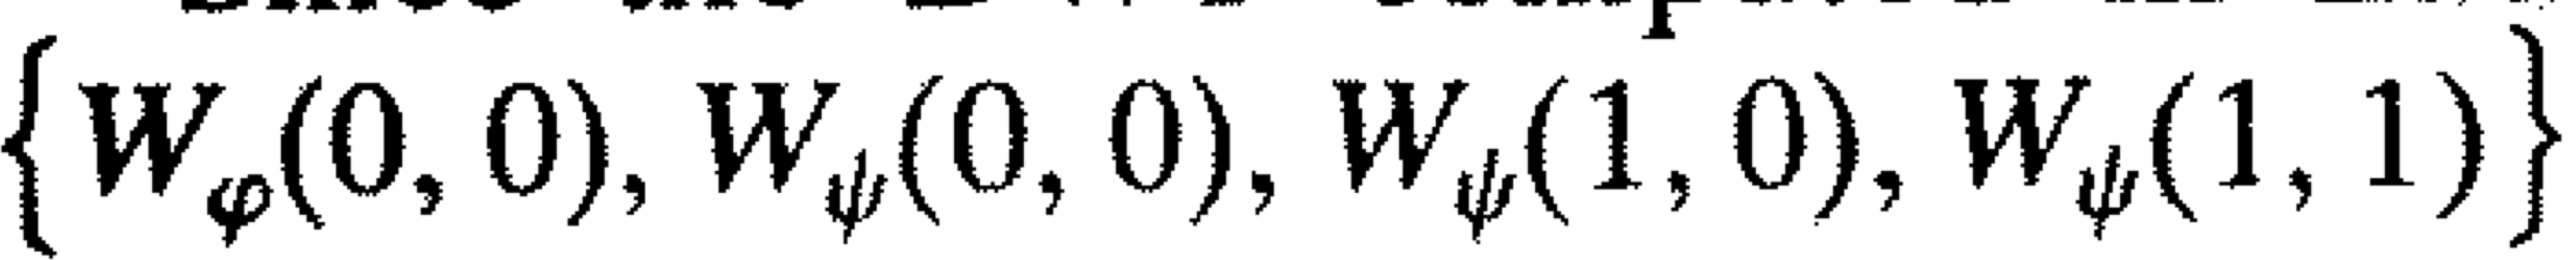 {W_φ(0, 0), W_ψ(0, 0), W_ψ(1, 0), W_ψ(1, 1)}